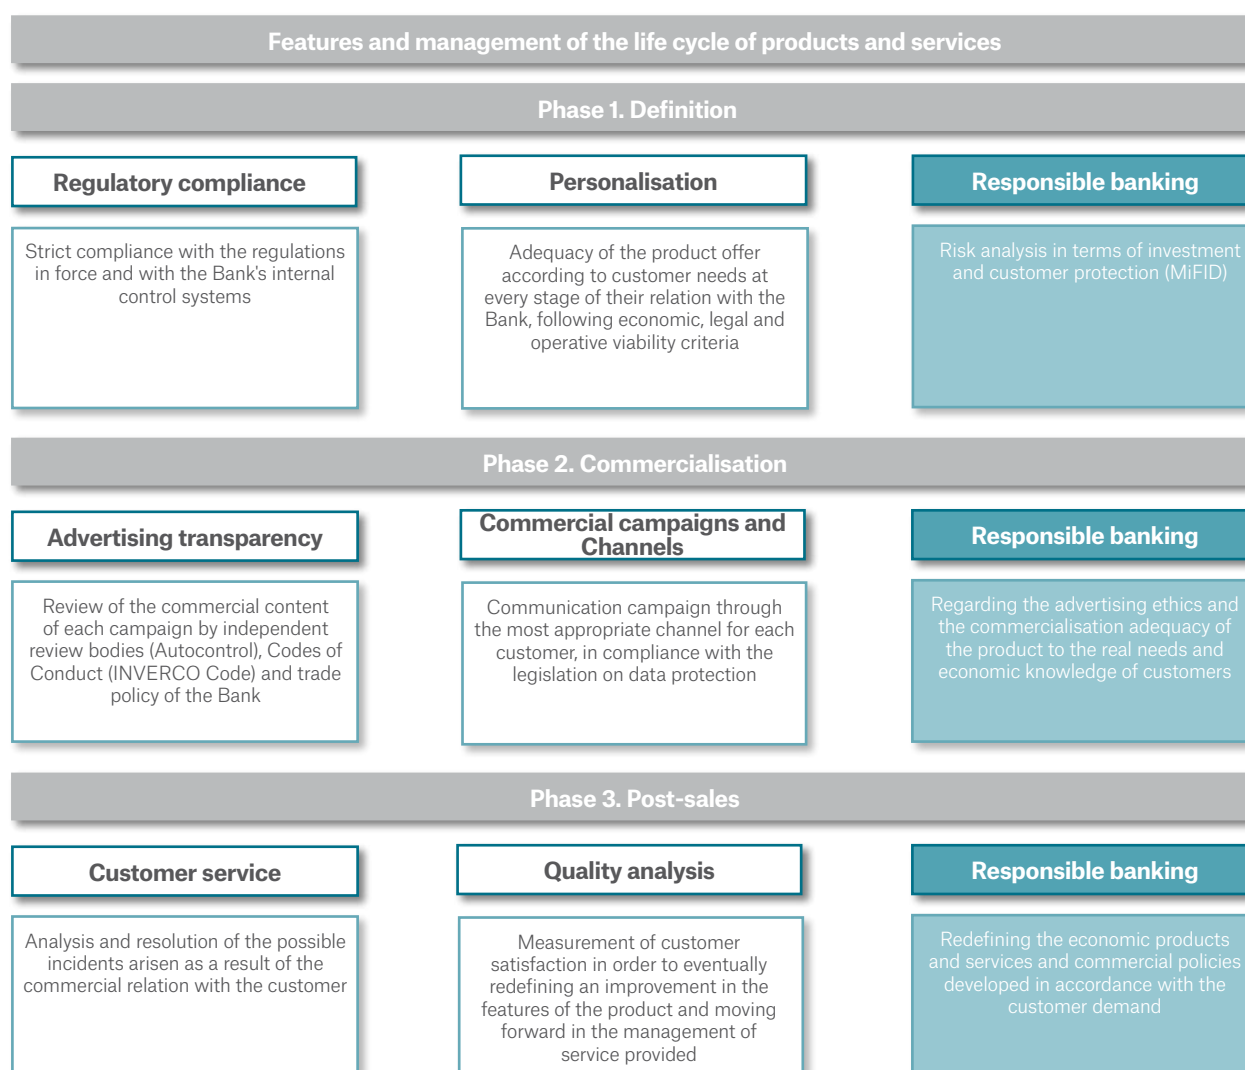 Features and management of the life cycle of products and services
Phase 1. Definition
Regulatory compliance
Strict compliance with the regulations
in force and with the Bank's internal
control systems
Personalisation
Adequacy of the product offer
according to customer needs at
every stage of their relation with the
Bank, following economic, legal and
operative viability criteria
Responsible banking
Risk analysis in terms of investment
and customer protection (MiFID)
Phase 2. Commercialisation
Advertising transparency
Review of the commercial content
of each campaign by independent
review bodies (Autocontrol), Codes of
Conduct (INVERCO Code) and trade
policy of the Bank
Commercial campaigns and
Channels
Communication campaign through
the most appropriate channel for each
customer, in compliance with the
legislation on data protection
Responsible banking
Regarding the advertising ethics and
the commercialisation adequacy of
the product to the real needs and
economic knowledge of customers
Phase 3. Post-sales
Customer service
Analysis and resolution of the possible
incidents arisen as a result of the
commercial relation with the customer
Quality analysis
Measurement of customer
satisfaction in order to eventually
redefining an improvement in the
features of the product and moving
forward in the management of
service provided
Responsible banking
Redefining the economic products
and services and commercial policies
developed in accordance with the
customer demand